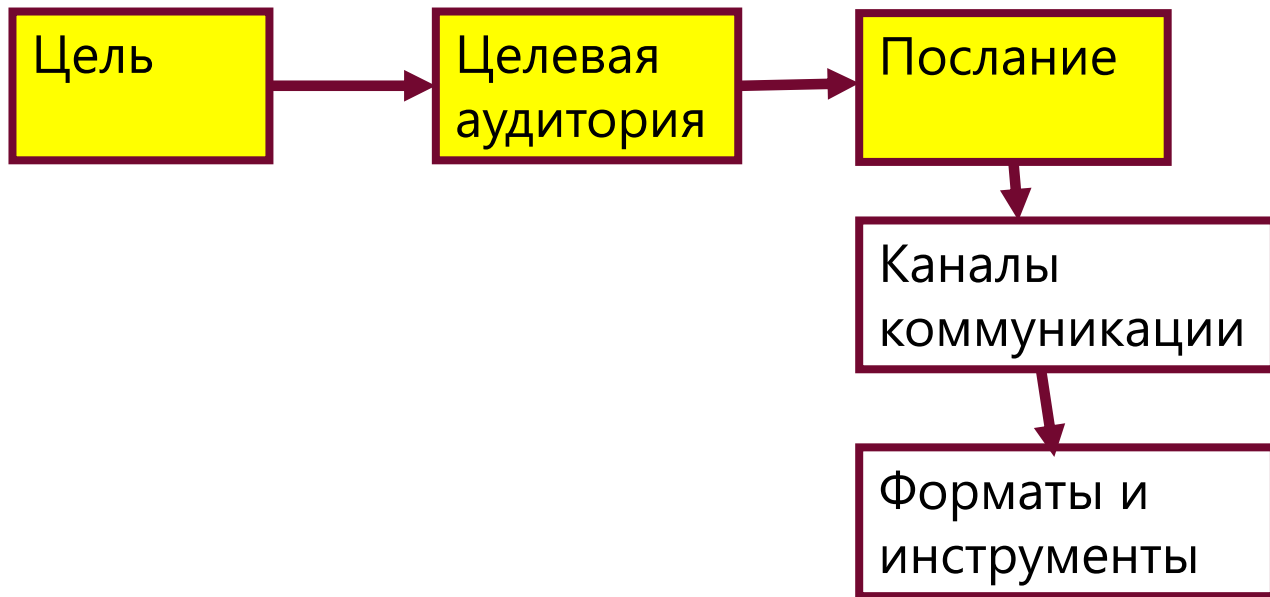 Цель
Целевая
аудитория
Послание
Каналы
коммуникации
Форматы и
инструменты